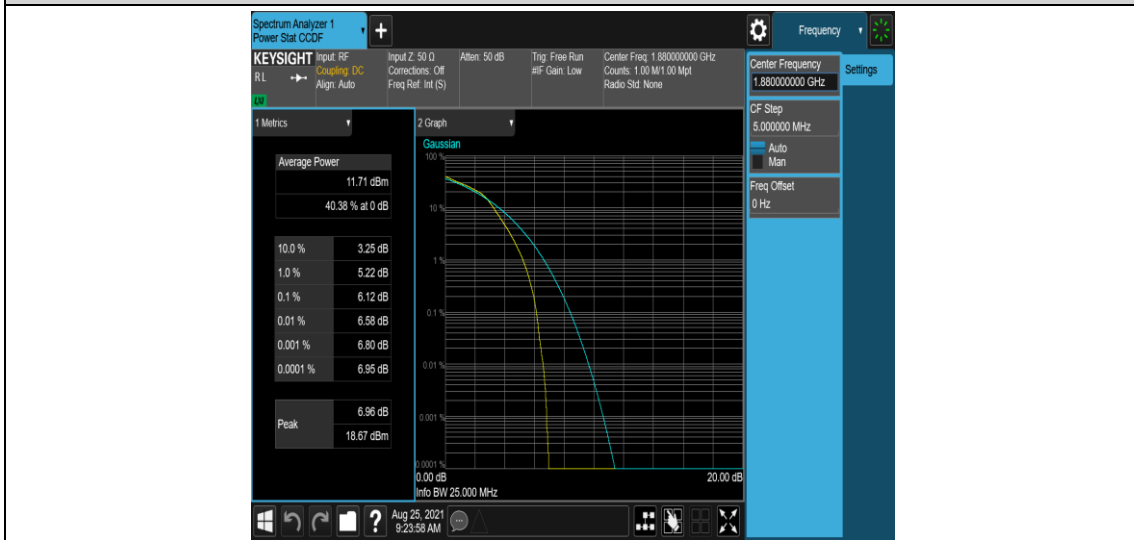 Spectrum Analyzer 1
Power Stat CCDF
Frequency
KEYSIGHT
RL
Input: RF
Coupling: DC
Align: Auto
Input Z: 50 Ω
Corrections: Off
Freq Ref: Int (S)
Atten: 50 dB
Trig: Free Run
#IF Gain: Low
Center Freq: 1.880000000 GHz
Counts: 1.00 M/1.00 Mpt
Radio Std: None
Center Frequency
1.880000000 GHz
Settings
CF Step
5.000000 MHz
Auto
Man
Freq Offset
0 Hz
1 Metrics
Average Power
11.71 dBm
40.38 % at 0 dB
10.0 % 3.25 dB
1.0 % 5.22 dB
0.1 % 6.12 dB
0.01 % 6.58 dB
0.001 % 6.80 dB
0.0001 % 6.95 dB
Peak
6.96 dB
18.67 dBm
2 Graph
Gaussian
100 %
10 %
1 %
0.1 %
0.01 %
0.001 %
0.0001 %
0.00 dB 20.00 dB
Info BW 25.000 MHz
?
Aug 25, 2021
9:23:58 AM